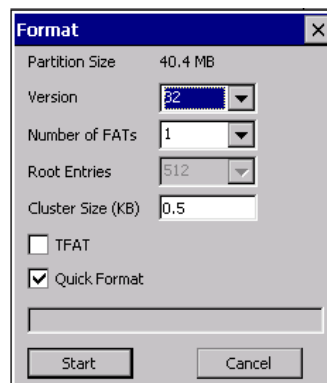 Format
Partition Size 40.4 MB
Version 32
Number of FATs 1
Root Entries 512
Cluster Size (KB) 0.5
TFAT
Quick Format
Start Cancel